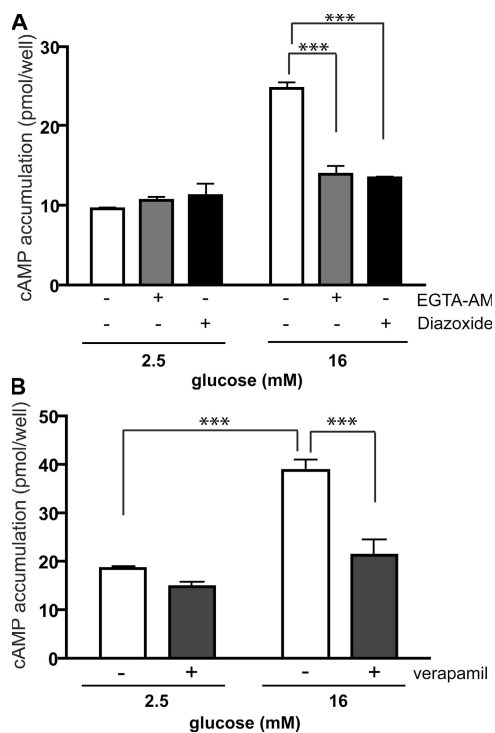 A
cAMP accumulation (pmol/well)
30
20
10
0
***
***
- + - - + - EGTA-AM
- - + - - + Diazoxide
2.5 16
glucose (mM)
B
cAMP accumulation (pmol/well)
50
40
30
20
10
0
*** ***
- + - + verapamil
2.5 16
glucose (mM)